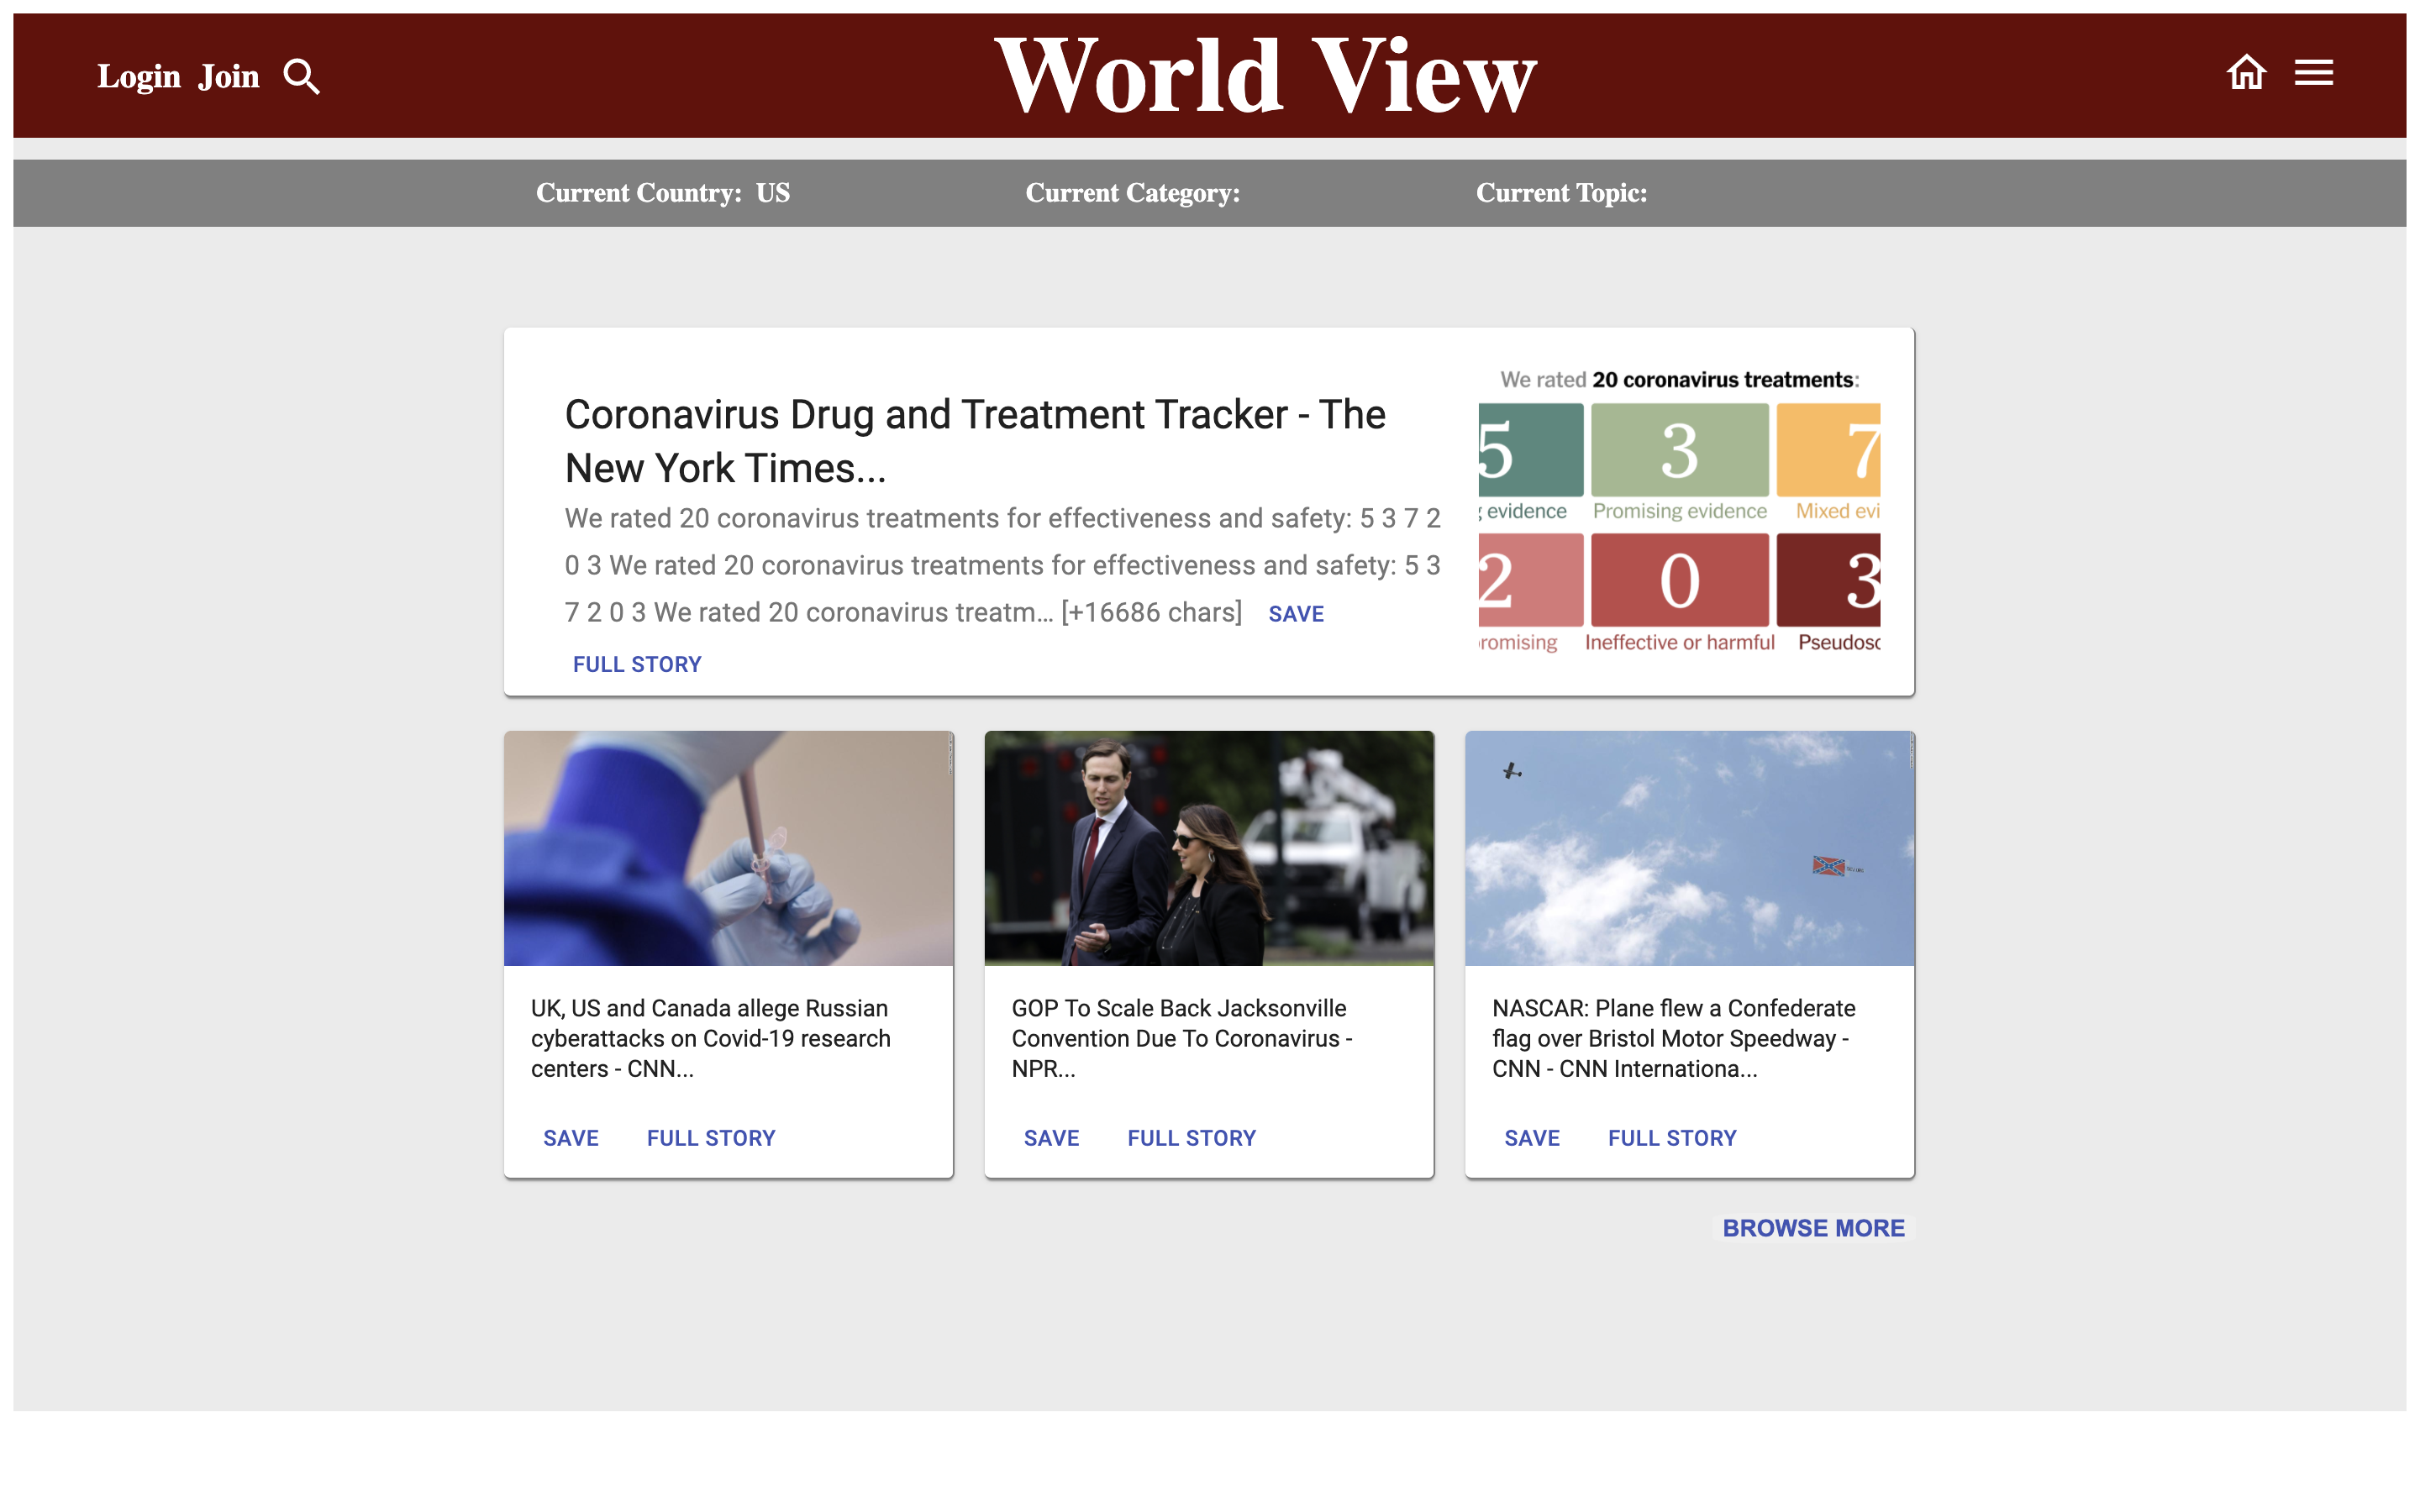 Login Join
World View
Current Country: US
Current Category:
Current Topic:
Coronavirus Drug and Treatment Tracker - The
New York Times...
We rated 20 coronavirus treatments for effectiveness and safety: 5 3 7 2
0 3 We rated 20 coronavirus treatments for effectiveness and safety: 5 3
7 2 0 3 We rated 20 coronavirus treatm… [+16686 chars] SAVE
FULL STORY
We rated 20 coronavirus treatments:
5 3 7
evidence Promising evidence Mixed evi
2 0 3
romising Ineffective or harmful Pseudosc
UK, US and Canada allege Russian
cyberattacks on Covid-19 research
centers - CNN...
SAVE FULL STORY
GOP To Scale Back Jacksonville
Convention Due To Coronavirus -
NPR...
SAVE FULL STORY
NASCAR: Plane flew a Confederate
flag over Bristol Motor Speedway -
CNN - CNN Internationa...
SAVE FULL STORY
BROWSE MORE